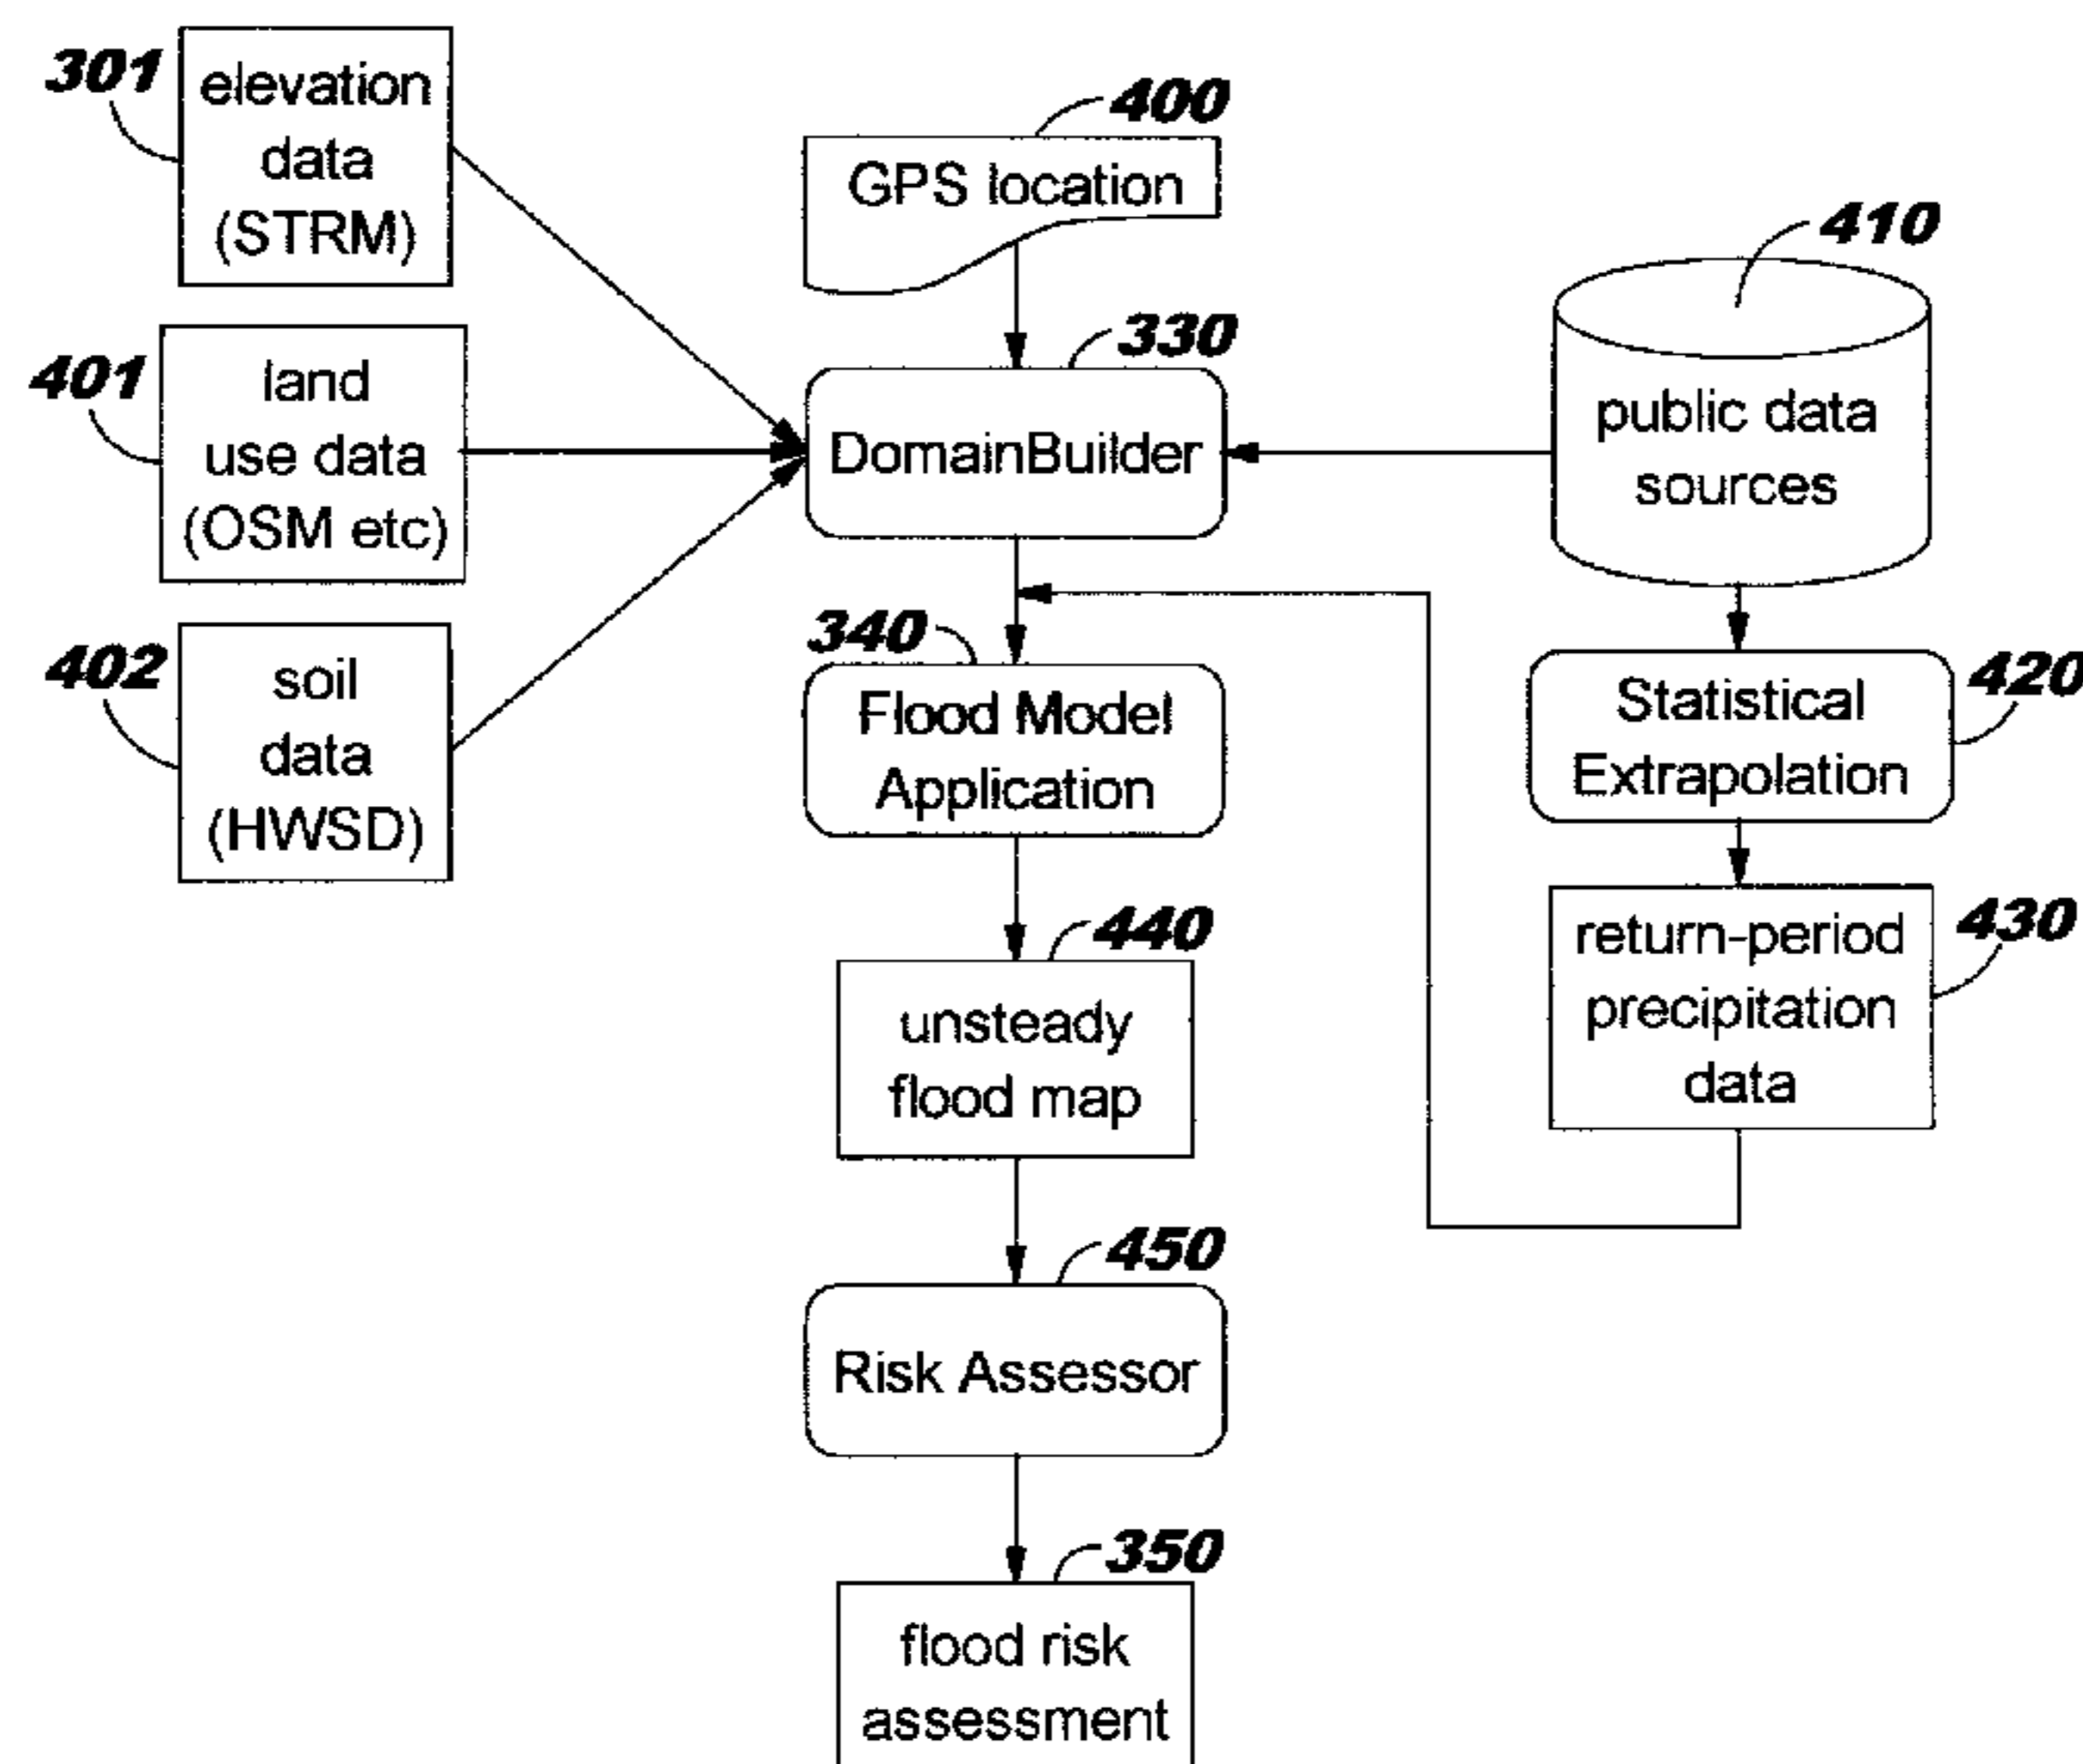 301
elevation
data
(STRM)
401
land
use data
(OSM etc)
402
soil
data
(HWSD)
400
GPS location
330
DomainBuilder
340
Flood Model
Application
440
unsteady
flood map
450
Risk Assessor
350
flood risk
assessment
410
public data
sources
420
Statistical
Extrapolation
430
return-period
precipitation
data